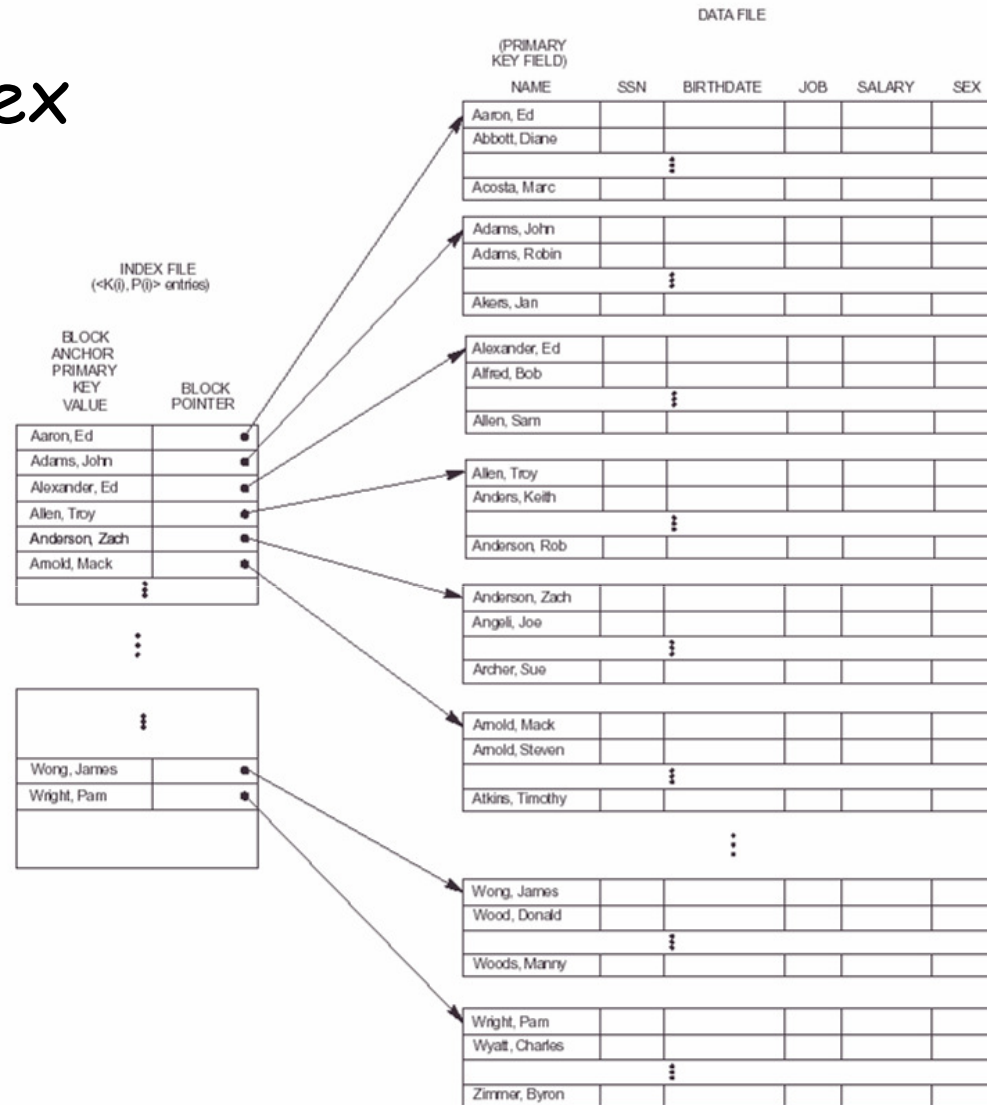 ex
DATA FILE
(PRIMARY
KEY FIELD)
NAME SSN BIRTHDATE JOB SALARY SEX
Aaron, Ed
Abbott, Diane
Acosta, Marc
Adams, John
Adams, Robin
Akers, Jan
Alexander, Ed
Alfred, Bob
Allen, Sam
Allen, Troy
Anders, Keith
Anderson, Rob
Anderson, Zach
Angeli, Joe
Archer, Sue
Arnold, Mack
Arnold, Steven
Atkins, Timothy
Wong, James
Wood, Donald
Woods, Manny
Wright, Pam
Wyatt, Charles
Zimmer, Byron
INDEX FILE
(<K(i), P(i)> entries)
BLOCK
ANCHOR
PRIMARY
KEY
VALUE
BLOCK
POINTER
Aaron, Ed
Adams, John
Alexander, Ed
Allen, Troy
Anderson, Zach
Arnold, Mack
Wong, James
Wright, Pam